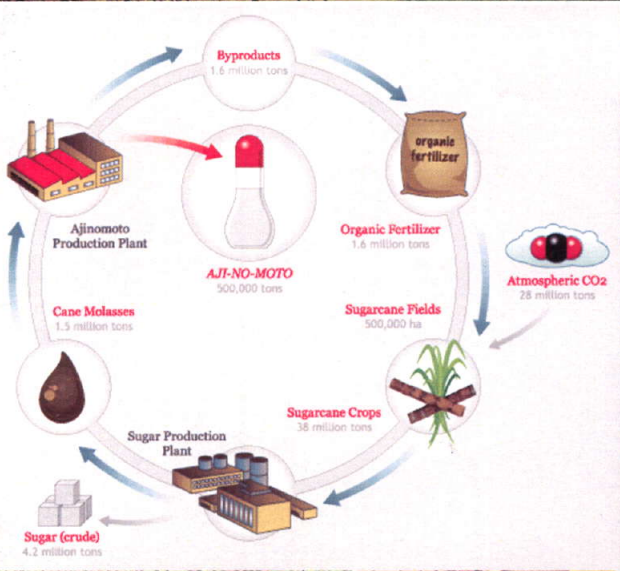 Byproducts
1.6 million tons
organic
fertilizer
Ajinomoto
Production Plant
Organic Fertilizer
1.6 million tons
AJI-NO-MOTO
500,000 tons
Atmospheric CO2
28 million tons
Cane Molasses
1.5 million tons
Sugarcane Fields
500,000 ha
Sugarcane Crops
38 million tons
Sugar Production
Plant
Sugar (crude)
4.2 million tons